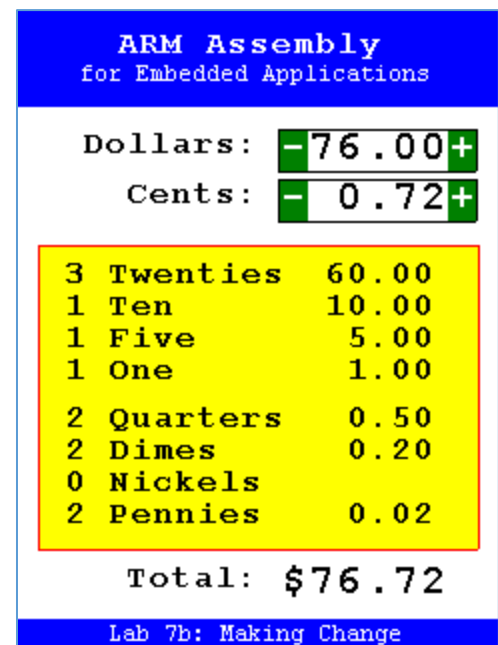 ARM Assembly
for Embedded Applications
Dollars: -76.00+
Cents: - 0.72+
3 Twenties 60.00
1 Ten 10.00
1 Five 5.00
1 One 1.00
2 Quarters 0.50
2 Dimes 0.20
0 Nickels
2 Pennies 0.02
Total: $76.72
Lab 7b: Making Change